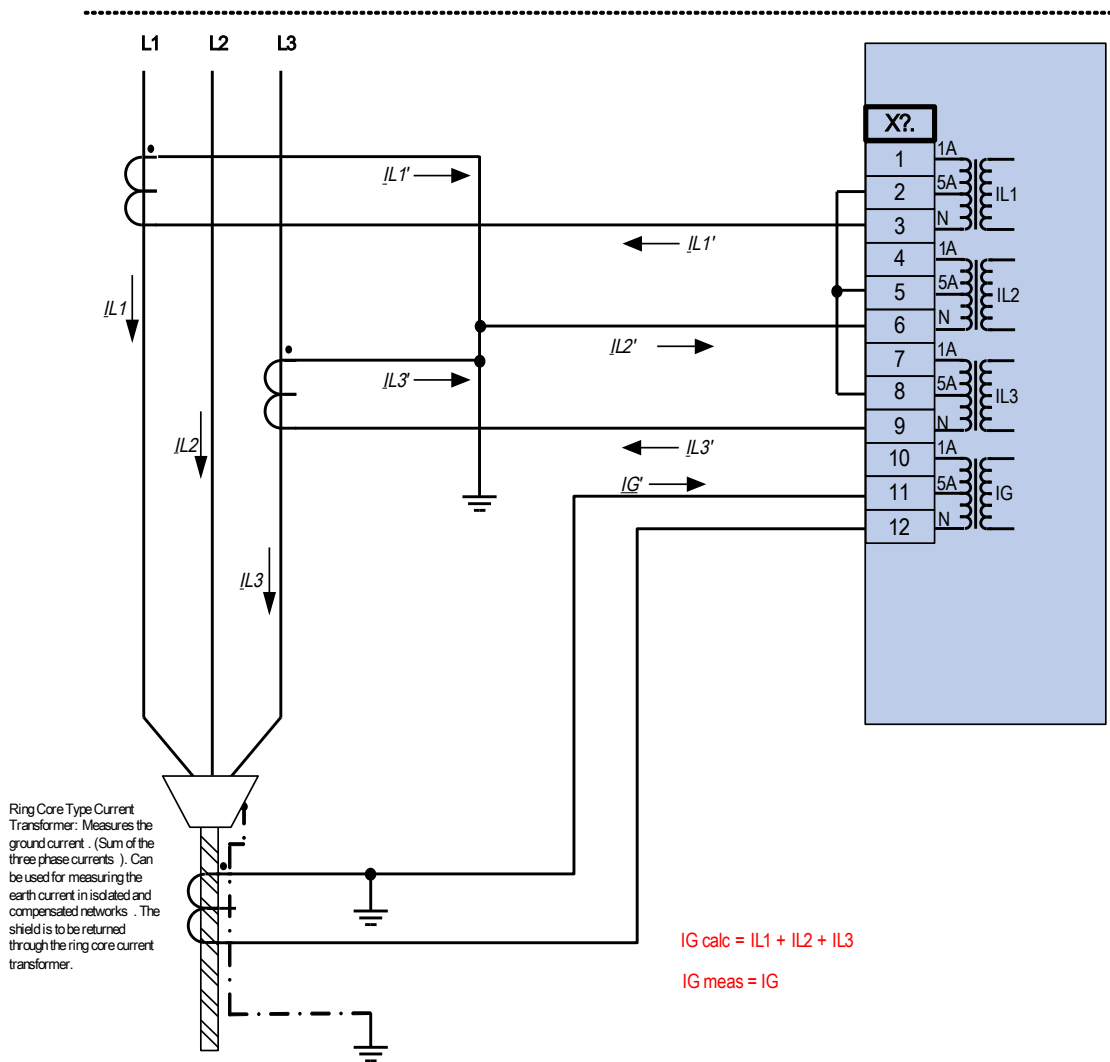 L1 L2 L3
X?.
1 1A
2 5A IL1
3 N
4 1A
5 5A IL2
6 N
7 1A
8 5A IL3
9 N
10 1A
11 5A IG
12 N
IL1'
IL1'
IL1
IL2'
IL3'
IL2
IL3'
IG'
IL3
Ring Core Type Current
Transformer: Measures the
ground current . (Sum of the
three phase currents ). Can
be used for measuring the
earth current in isolated and
compensated networks . The
shield is to be returned
through the ring core current
transformer.
IG calc = IL1 + IL2 + IL3
IG meas = IG